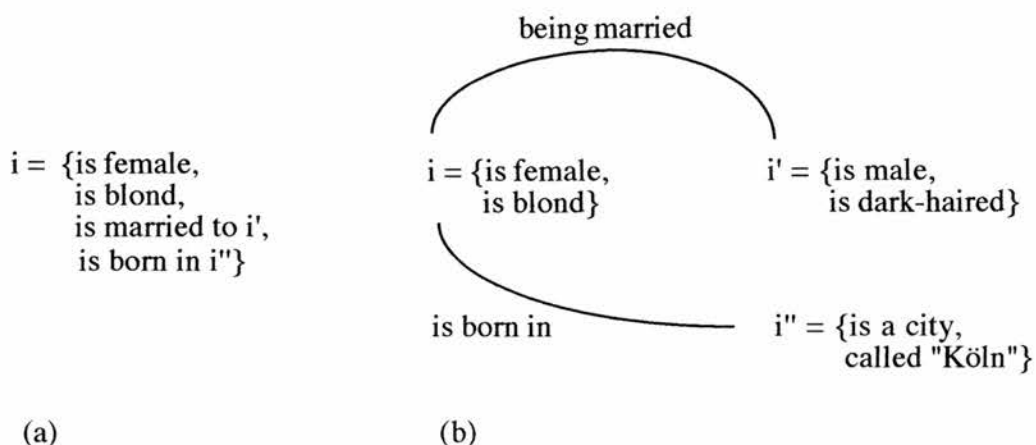 being married
i = {is female,
is blond,
is married to i',
is born in i''}
i = {is female,
is blond}
i' = {is male,
is dark-haired}
is born in
i'' = {is a city,
called "Köln"}
(a)
(b)